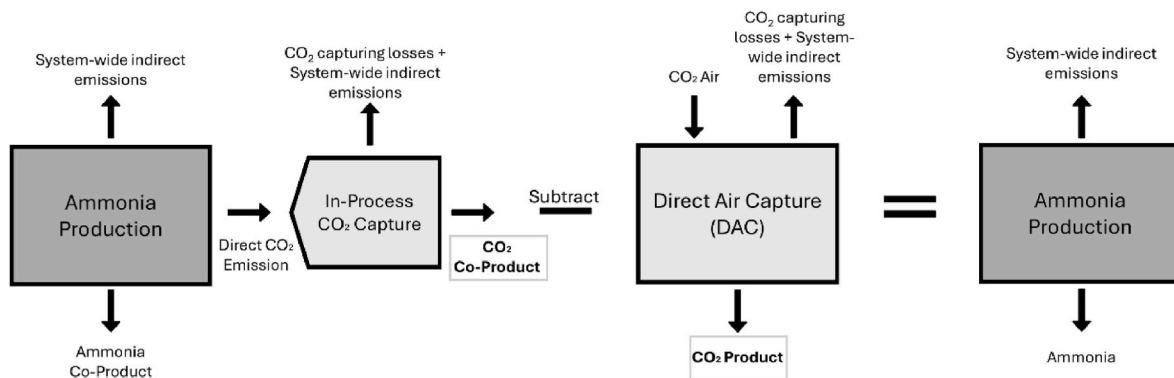 System-wide indirect
emissions
Ammonia
Production
Ammonia
Co-Product
Direct CO₂
Emission
CO₂ capturing losses +
System-wide indirect
emissions
In-Process
CO₂ Capture
CO₂
Co-Product
Subtract
CO₂ Air
CO₂ capturing
losses + System-
wide indirect
emissions
Direct Air Capture
(DAC)
CO₂ Product
System-wide indirect
emissions
Ammonia
Production
Ammonia